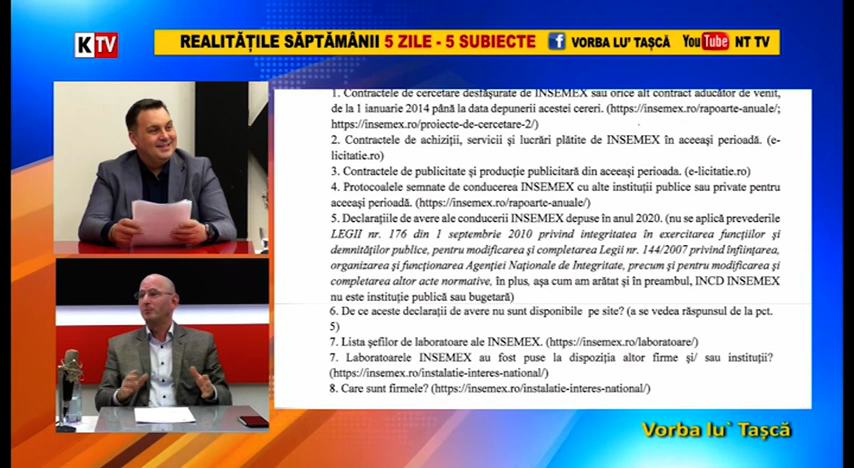 KTV
REALITĂȚILE SĂPTĂMÂNII 5 ZILE - 5 SUBIECTE f VORBA LU' TAȘCĂ YouTube NT TV
1. Contractele de cercetare desfășurate de INSEMEX sau orice alt contract aducător de venit,
de la 1 ianuarie 2014 până la data depunerii acestei cereri. (https://insemex.ro/rapoarte-anuale/;
https://insemex.ro/proiecte-de-cercetare-2/)
2. Contractele de achiziții, servicii și lucrări plătite de INSEMEX în aceeași perioadă. (e-
licitatie.ro)
3. Contractele de publicitate și producție publicitară din aceeași perioada. (e-licitatie.ro)
4. Protocoalele semnate de conducerea INSEMEX cu alte instituții publice sau private pentru
aceeași perioadă. (https://insemex.ro/rapoarte-anuale/)
5. Declarațiile de avere ale conducerii INSEMEX depuse în anul 2020. (nu se aplică prevederile
LEGII nr. 176 din 1 septembrie 2010 privind integritatea în exercitarea funcțiilor și
demnităților publice, pentru modificarea și completarea Legii nr. 144/2007 privind înființarea,
organizarea și funcționarea Agenției Naționale de Integritate, precum și pentru modificarea și
completarea altor acte normative, în plus, așa cum am arătat și în preambul, INCD INSEMEX
nu este instituție publică sau bugetară)
6. De ce aceste declarații de avere nu sunt disponibile pe site? (a se vedea răspunsul de la pct.
5)
7. Lista șefilor de laboratoare ale INSEMEX. (https://insemex.ro/laboratoare/)
7. Laboratoarele INSEMEX au fost puse la dispoziția altor firme și/ sau instituții?
(https://insemex.ro/instalatie-interes-national/)
8. Care sunt firmele? (https://insemex.ro/instalatie-interes-national/)
Vorba lu` Tașcă